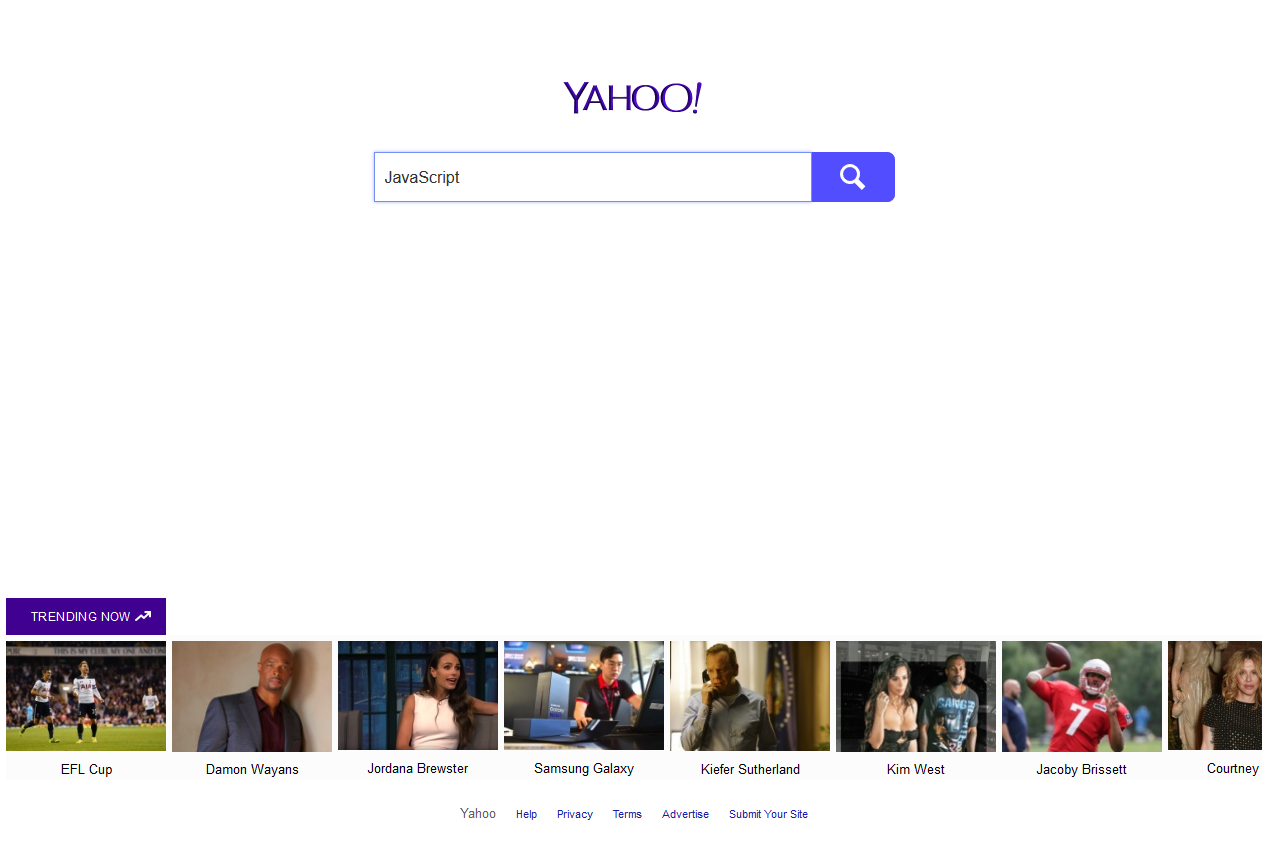 YAHOO!
JavaScript
TRENDING NOW
EFL Cup
Damon Wayans
Jordana Brewster
Samsung Galaxy
Kiefer Sutherland
Kim West
Jacoby Brissett
Courtney
Yahoo Help Privacy Terms Advertise Submit Your Site